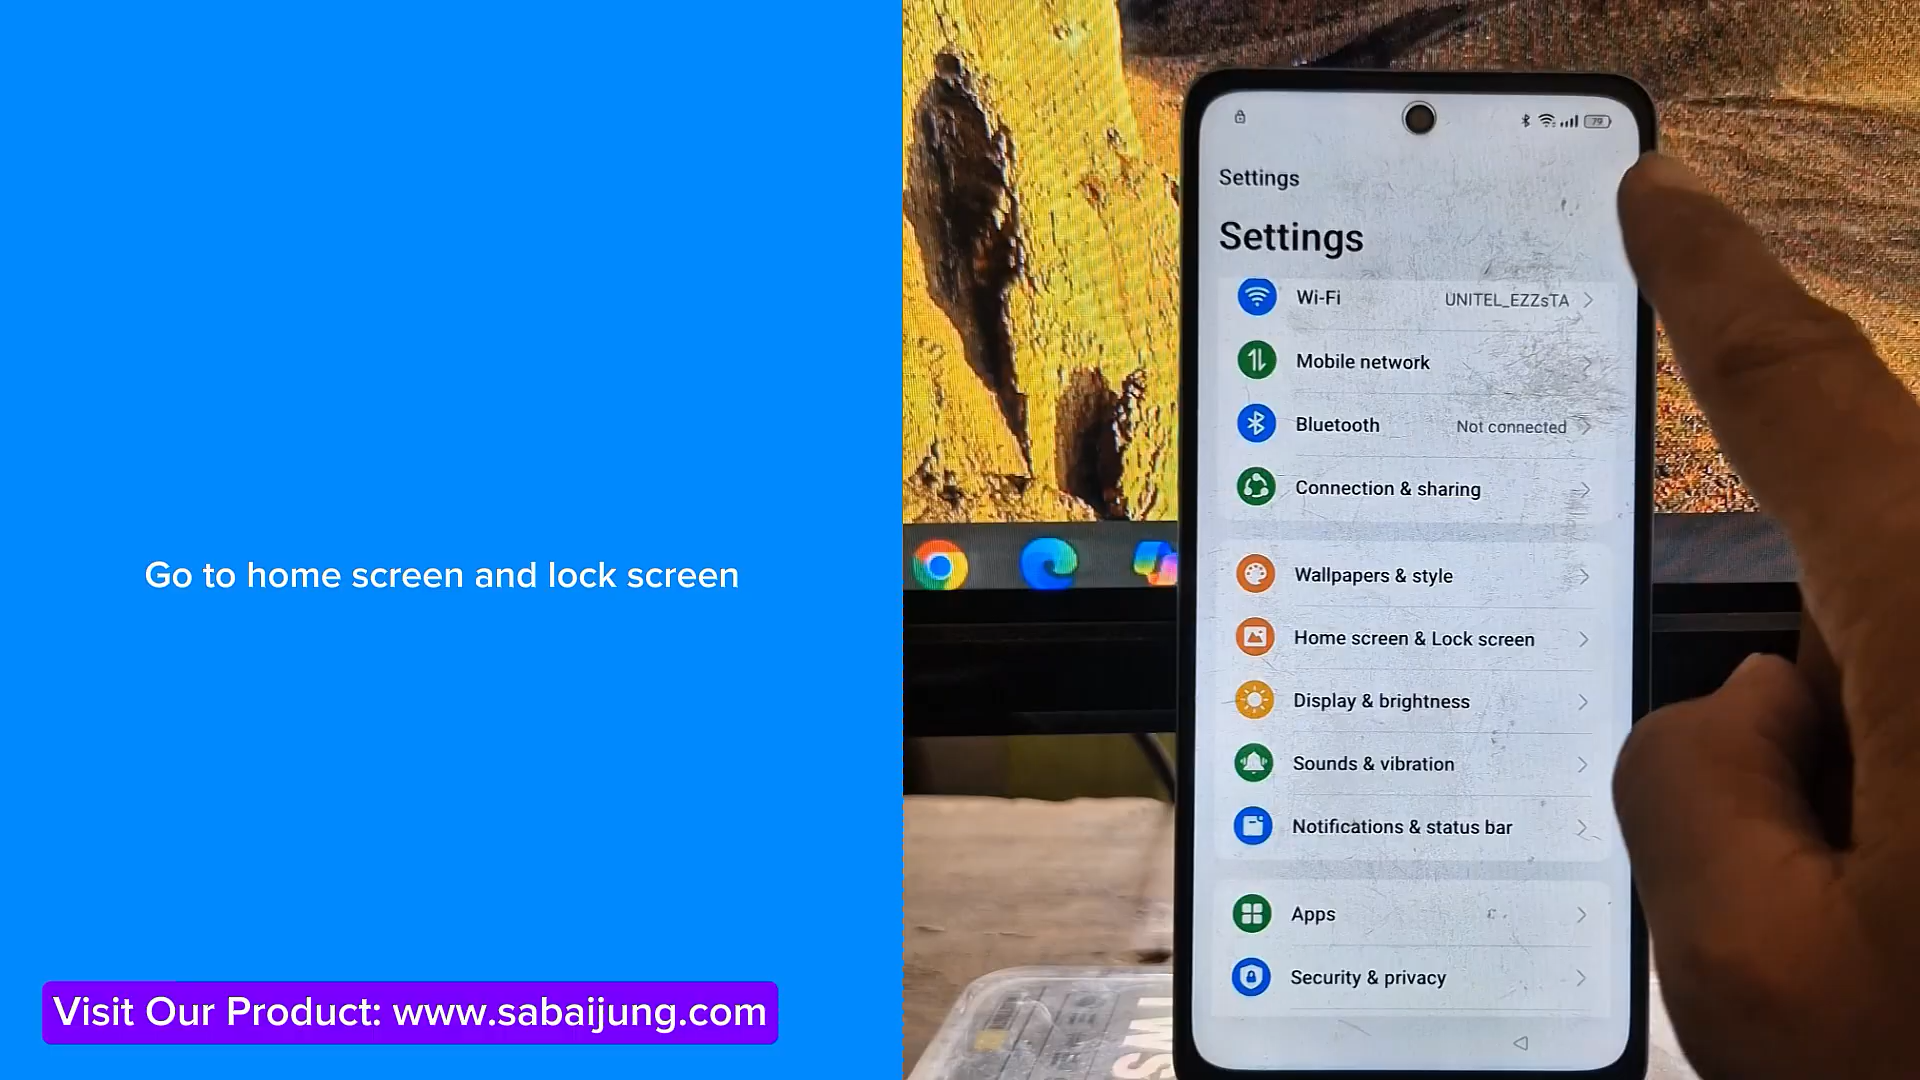 Go to home screen and lock screen
Visit Our Product: www.sabaijung.com
79
Settings
Settings
Wi-Fi UNITEL_EZZsTA
Mobile network
Bluetooth Not connected
Connection & sharing
Wallpapers & style
Home screen & Lock screen
Display & brightness
Sounds & vibration
Notifications & status bar
Apps
Security & privacy